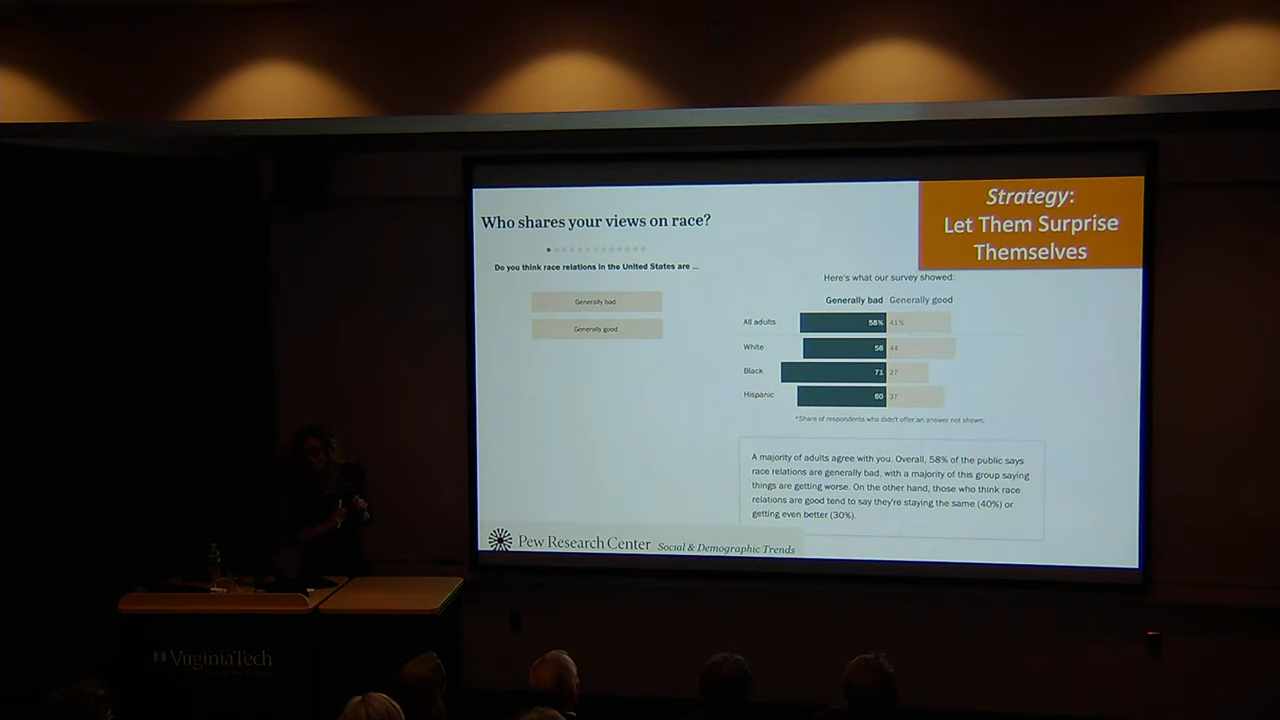 Strategy:
Let Them Surprise
Themselves
Who shares your views on race?
Do you think race relations in the United States are ...
Generally bad
Generally good
Here's what our survey showed:
Generally bad Generally good
All adults 58% 41%
White 56 44
Black 71 27
Hispanic 60 37
*Share of respondents who didn't offer an answer not shown.
A majority of adults agree with you. Overall, 58% of the public says
race relations are generally bad, with a majority of this group saying
things are getting worse. On the other hand, those who think race
relations are good tend to say they're staying the same (40%) or
getting even better (30%).
Pew Research Center Social & Demographic Trends
VirginiaTech